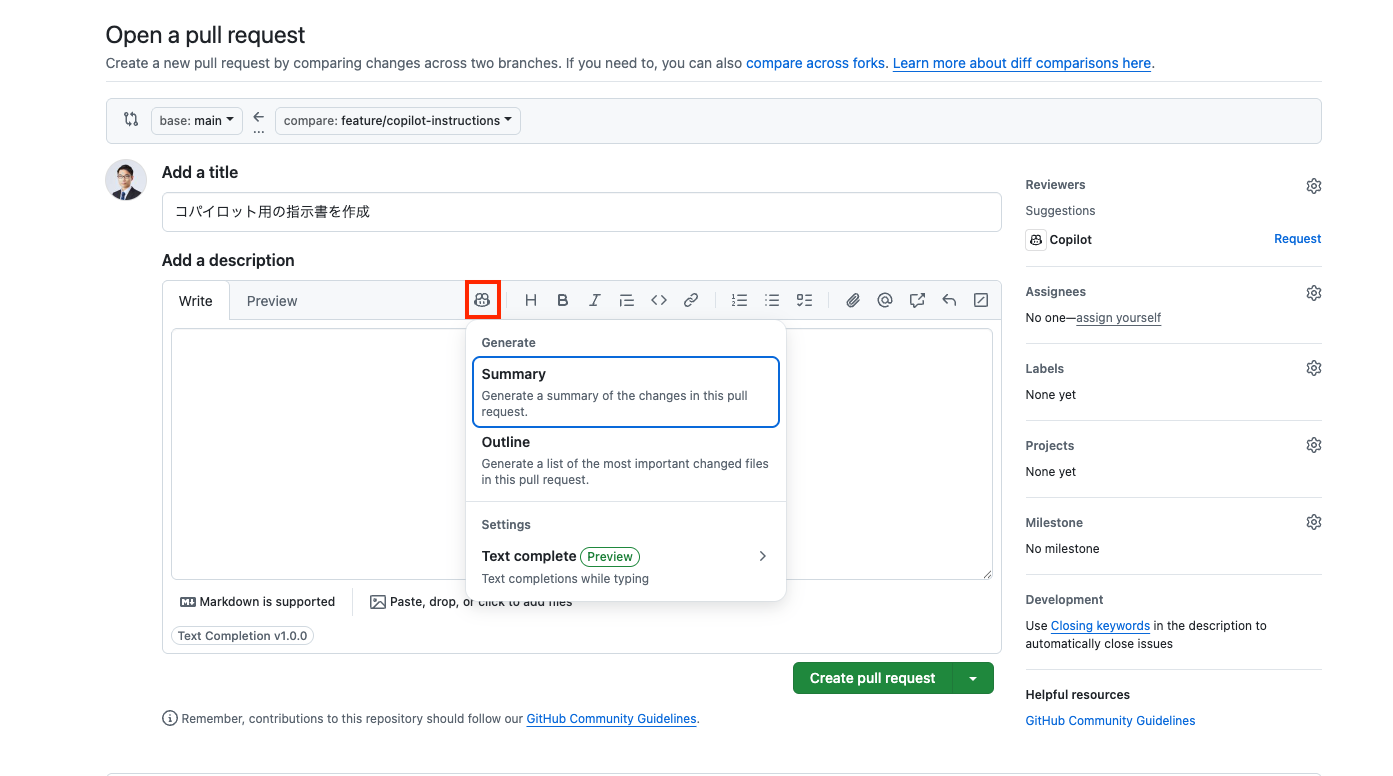 Open a pull request
Create a new pull request by comparing changes across two branches. If you need to, you can also compare across forks. Learn more about diff comparisons here.
base: main
...
compare: feature/copilot-instructions
Add a title
コパイロット用の指示書を作成
Add a description
Write
Preview
Generate
Summary
Generate a summary of the changes in this pull
request.
Outline
Generate a list of the most important changed files
in this pull request.
Settings
Text complete Preview
Text completions while typing
Markdown is supported
Paste, drop, or click to add files
Text Completion v1.0.0
Create pull request
Remember, contributions to this repository should follow our GitHub Community Guidelines.
Reviewers
Suggestions
Copilot
Request
Assignees
No one—assign yourself
Labels
None yet
Projects
None yet
Milestone
No milestone
Development
Use Closing keywords in the description to
automatically close issues
Helpful resources
GitHub Community Guidelines